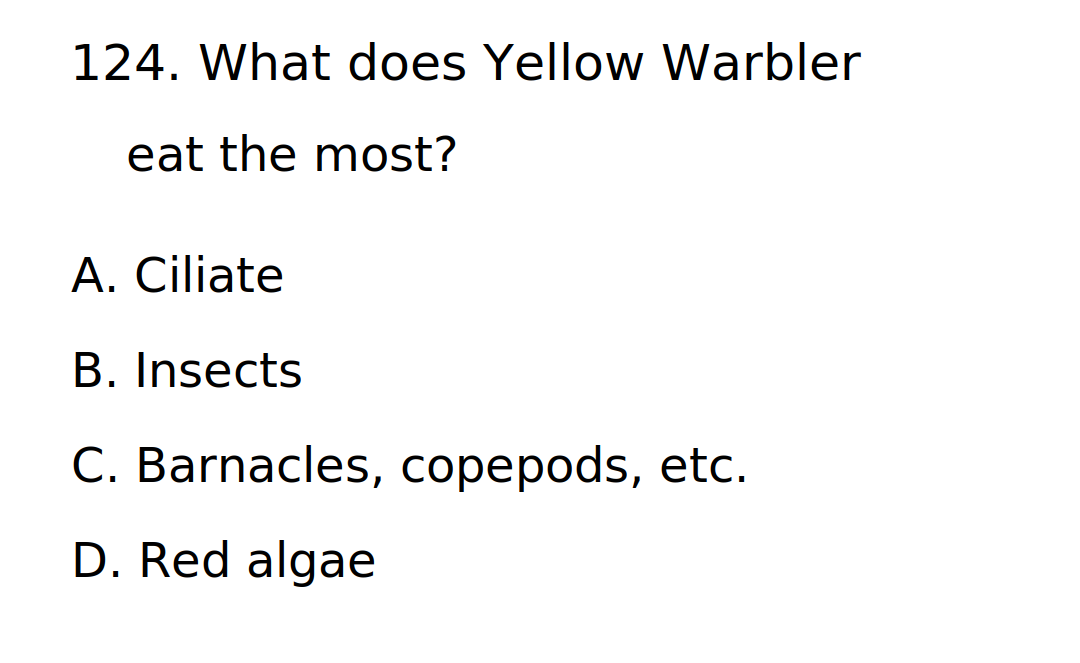 124. What does Yellow Warbler
eat the most?
A. Ciliate
B. Insects
C. Barnacles, copepods, etc.
D. Red algae